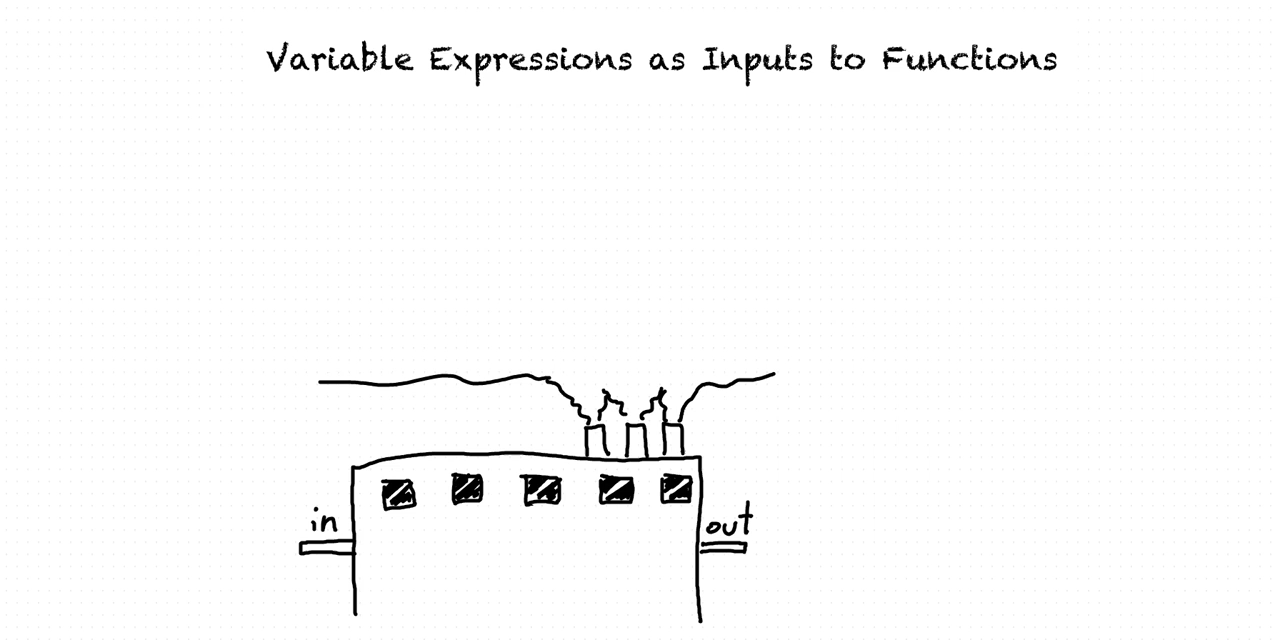 Variable Expressions as Inputs to Functions
in
out